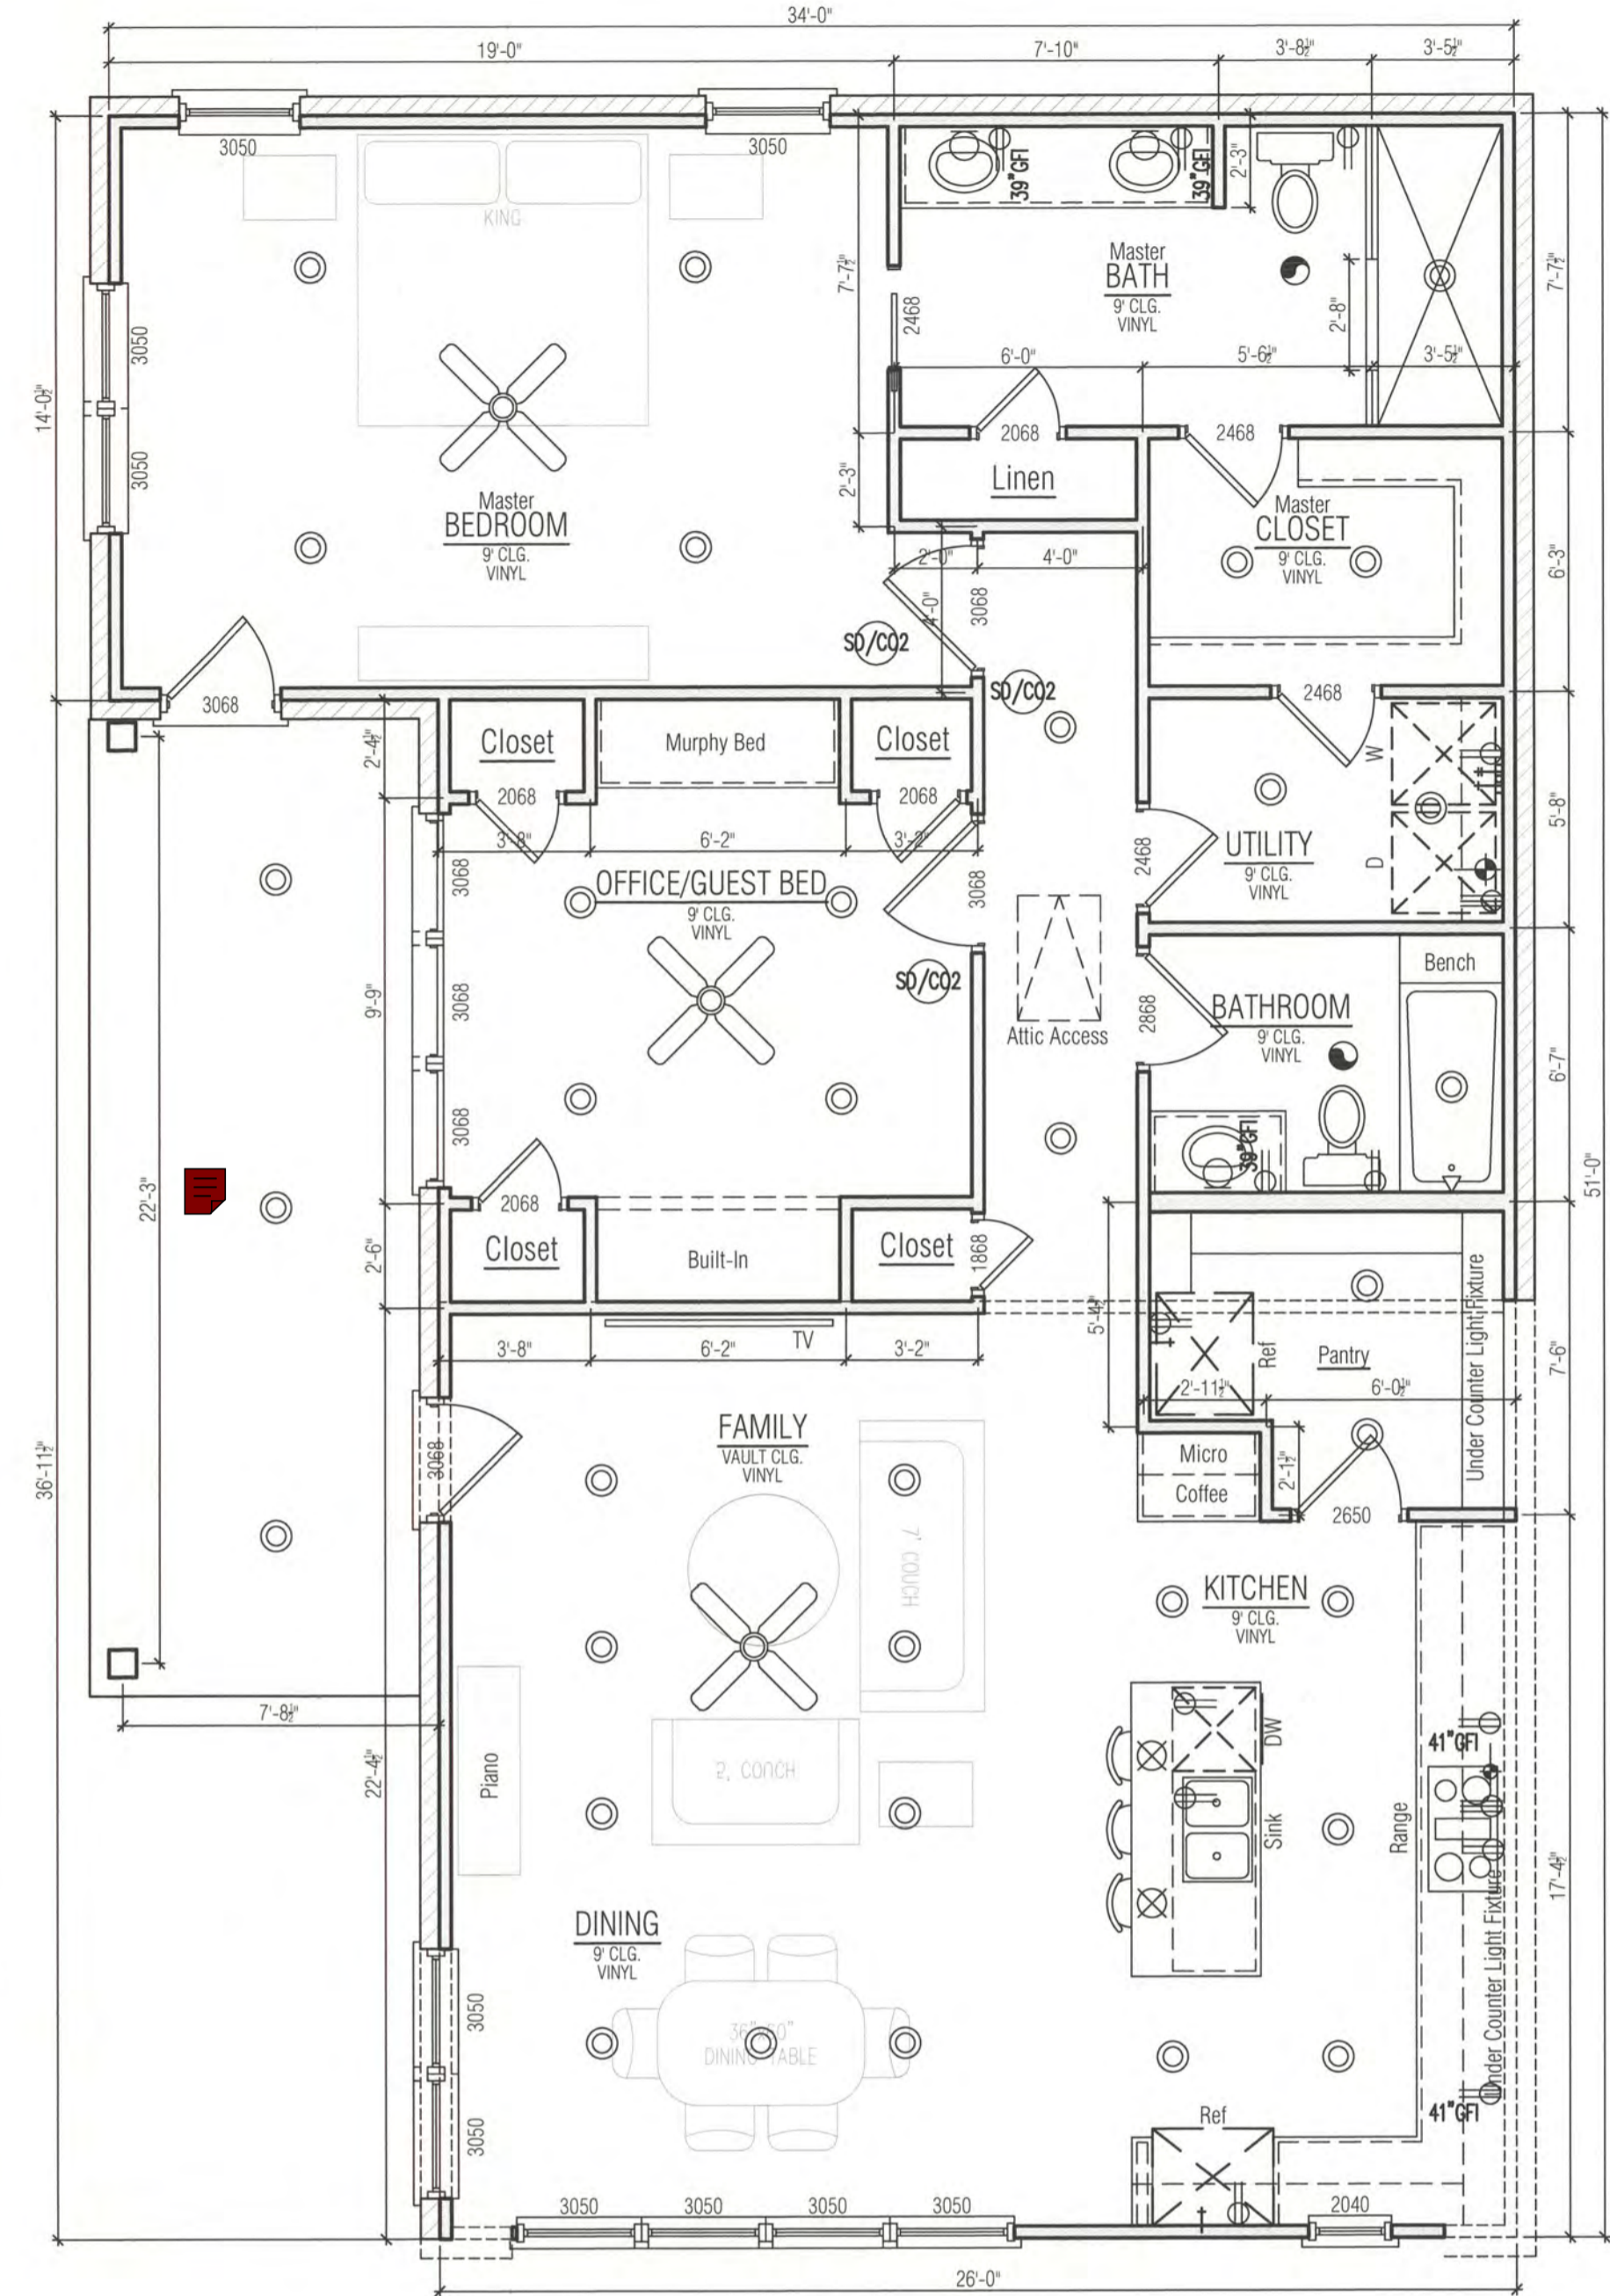 34'-0"
19'-0"
7'-10"
3'-8½"
3'-5½"
3050
3050
KING
39"GFI
39"GFI
2'-3"
Master
BATH
9' CLG.
VINYL
7'-7½"
2468
2'-8"
7'-7½"
6'-0"
5'-6½"
3'-5½"
14'-0½"
3050
3050
2068
2468
Linen
2'-3"
Master
BEDROOM
9' CLG.
VINYL
Master
CLOSET
9' CLG.
VINYL
6'-3"
2'-0"
4'-0"
4'-0"
3068
SD/CO2
SD/CO2
3068
2468
2'-4½"
Closet
Murphy Bed
Closet
W
2068
2068
3'-8"
6'-2"
3'-2"
3068
3068
2468
UTILITY
9' CLG.
VINYL
D
5'-8"
OFFICE/GUEST BED
9' CLG.
VINYL
SD/CO2
9'-9"
3068
3068
Attic Access
2868
BATHROOM
9' CLG.
VINYL
Bench
6'-7"
39"GFI
22'-3"
51'-0"
2068
2'-6"
Closet
Built-In
Closet
1868
TV
3'-8"
6'-2"
3'-2"
5'-4½"
Ref
Pantry
2'-11½"
6'-0½"
Under Counter Light Fixture
7'-6"
36'-11½"
3068
FAMILY
VAULT CLG.
VINYL
Micro
Coffee
2'-1½"
2650
7' COUCH
KITCHEN
9' CLG.
VINYL
7'-8½"
22'-4½"
Piano
5' COUCH
DW
Sink
41"GFI
Range
17'-4½"
Under Counter Light Fixture
DINING
9' CLG.
VINYL
3050
DINING TABLE
3050
41"GFI
Ref
3050
3050
3050
3050
2040
26'-0"